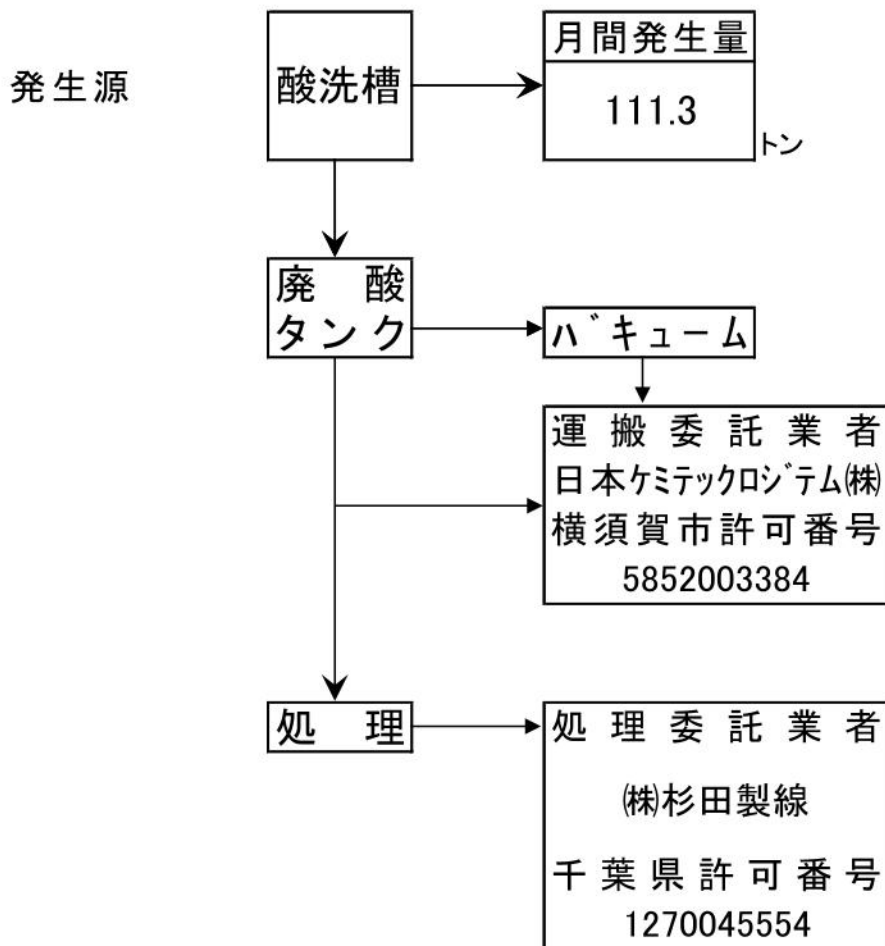 発生源
酸洗槽
月間発生量
111.3
トン
廃 酸
タンク
バキューム
運搬委託業者
日本ケミテックロジテム㈱
横須賀市許可番号
5852003384
処 理
処理委託業者
㈱杉田製線
千葉県許可番号
1270045554